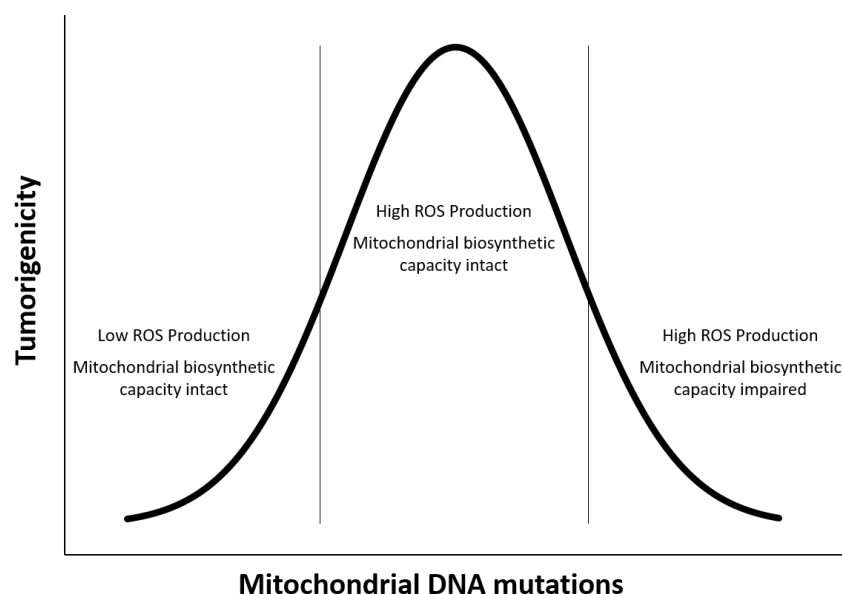 Tumorigenicity
High ROS Production
Mitochondrial biosynthetic
capacity intact
Low ROS Production
Mitochondrial biosynthetic
capacity intact
High ROS Production
Mitochondrial biosynthetic
capacity impaired
Mitochondrial DNA mutations